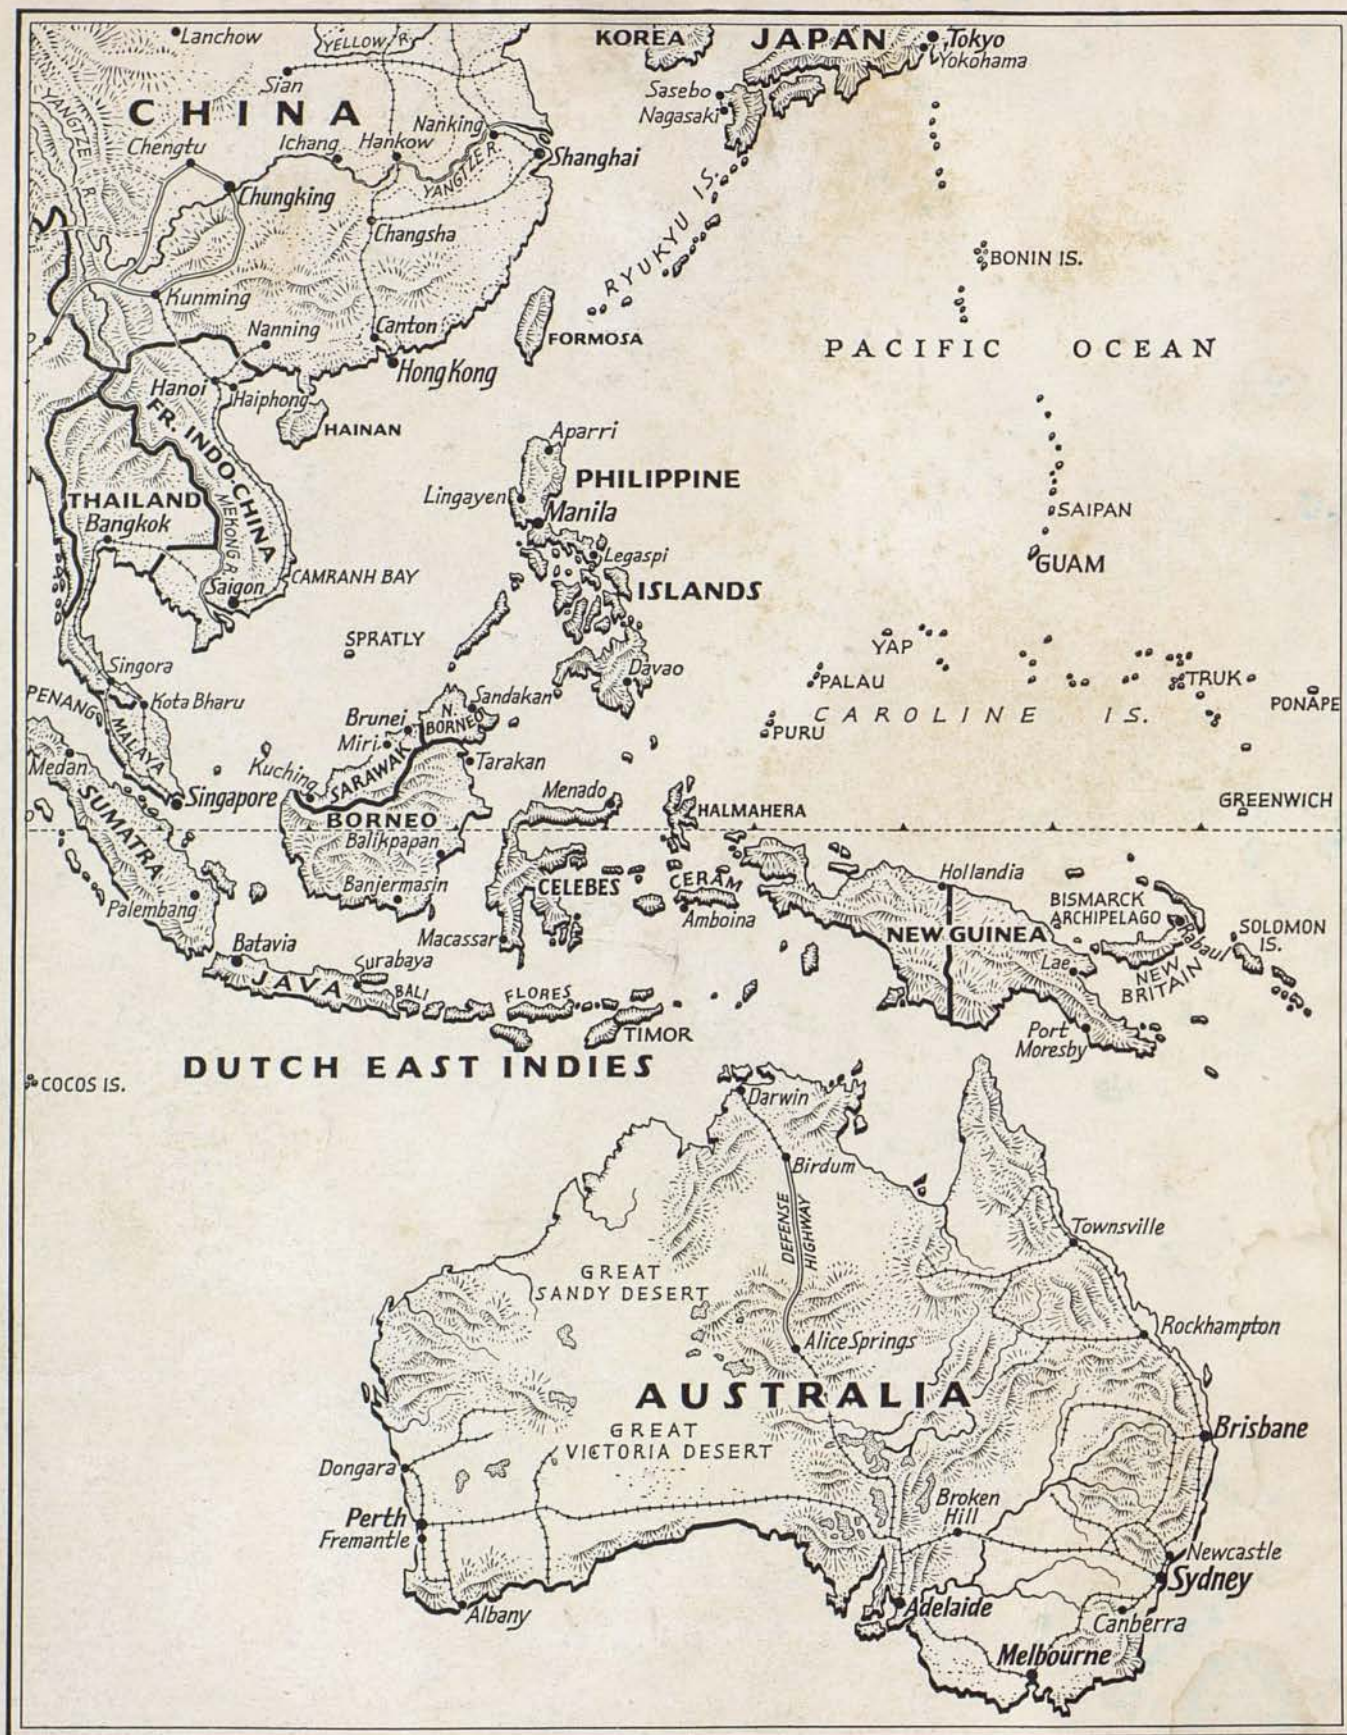 Lanchow
YELLOW R.
KOREA
JAPAN
Tokyo
Yokohama
Sian
CHINA
Sasebo
Nagasaki
YANGTZE R.
Chengtu
Ichang
Hankow
Nanking
Shanghai
YANGTZE R.
Chungking
Changsha
RYUKYU IS.
BONIN IS.
Kunming
Nanning
Canton
FORMOSA
PACIFIC OCEAN
Hong Kong
Hanoi
Haiphong
HAINAN
FR. INDO-CHINA
Aparri
PHILIPPINE
THAILAND
Lingayen
Manila
SAIPAN
Bangkok
MEKONG R.
Legaspi
GUAM
CAMRANH BAY
Saigon
ISLANDS
SPRATLY
YAP
Singora
Davao
PALAU
TRUK
PENANG
Kota Bharu
Sandakan
PONAPE
Brunei
N.
BORNEO
CAROLINE IS.
Miri
PURU
MALAYA
Medan
Kuching
SARAWAK
Tarakan
SUMATRA
Singapore
Menado
HALMAHERA
GREENWICH
BORNEO
Balikpapan
Hollandia
Banjermasin
CELEBES
CERAM
BISMARCK
ARCHIPELAGO
Palembang
Amboina
Rabaul
SOLOMON
IS.
Macassar
NEW GUINEA
Batavia
Surabaya
Lae
NEW
BRITAIN
JAVA
BALI
FLORES
TIMOR
Port
Moresby
DUTCH EAST INDIES
COCOS IS.
Darwin
Birdum
DEFENSE
HIGHWAY
Townsville
GREAT
SANDY DESERT
Rockhampton
Alice Springs
AUSTRALIA
GREAT
VICTORIA DESERT
Brisbane
Dongara
Broken
Hill
Perth
Fremantle
Newcastle
Sydney
Albany
Adelaide
Canberra
Melbourne